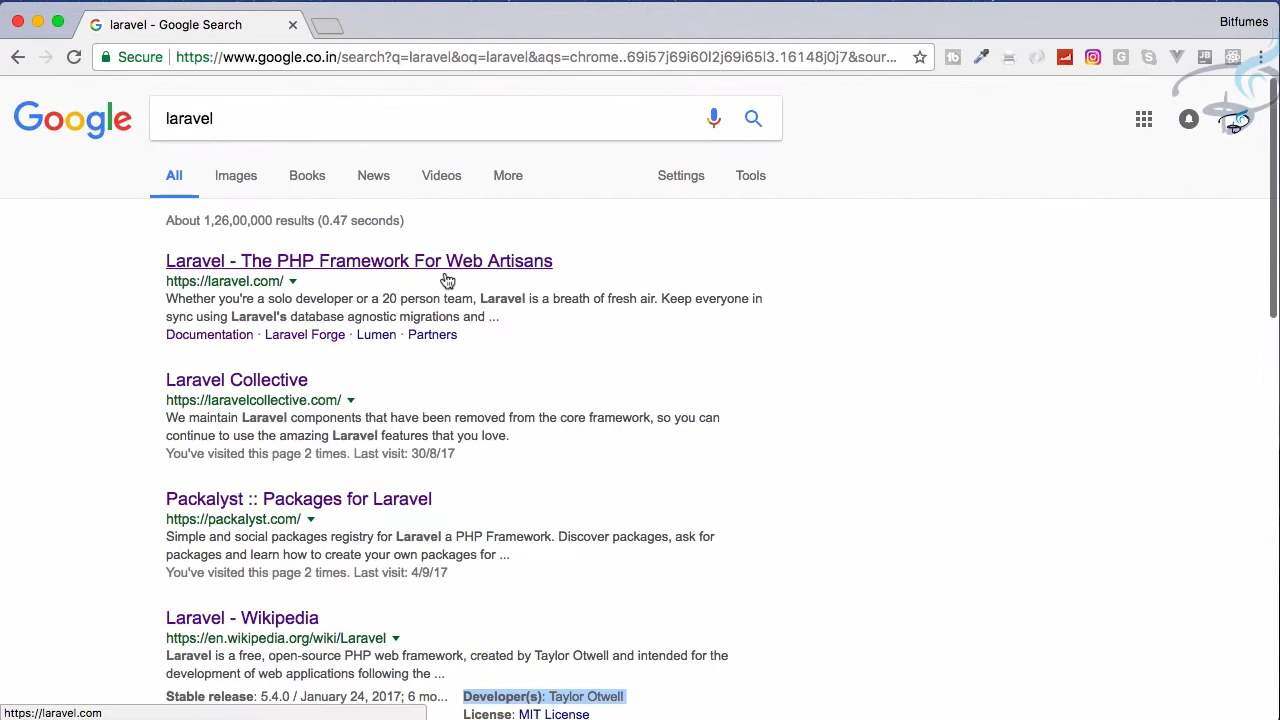 laravel - Google Search
Bitfumes
Secure https://www.google.co.in/search?q=laravel&oq=laravel&aqs=chrome..69i57j69i60l2j69i65l3.16148j0j7&sour...
Google
laravel
All Images Books News Videos More Settings Tools
About 1,26,00,000 results (0.47 seconds)
Laravel - The PHP Framework For Web Artisans
https://laravel.com/
Whether you're a solo developer or a 20 person team, Laravel is a breath of fresh air. Keep everyone in
sync using Laravel's database agnostic migrations and ...
Documentation · Laravel Forge · Lumen · Partners
Laravel Collective
https://laravelcollective.com/
We maintain Laravel components that have been removed from the core framework, so you can
continue to use the amazing Laravel features that you love.
You've visited this page 2 times. Last visit: 30/8/17
Packalyst :: Packages for Laravel
https://packalyst.com/
Simple and social packages registry for Laravel a PHP Framework. Discover packages, ask for
packages and learn how to create your own packages for ...
You've visited this page 2 times. Last visit: 4/9/17
Laravel - Wikipedia
https://en.wikipedia.org/wiki/Laravel
Laravel is a free, open-source PHP web framework, created by Taylor Otwell and intended for the
development of web applications following the ...
Stable release: 5.4.0 / January 24, 2017; 6 mo... Developer(s): Taylor Otwell
License: MIT License
https://laravel.com